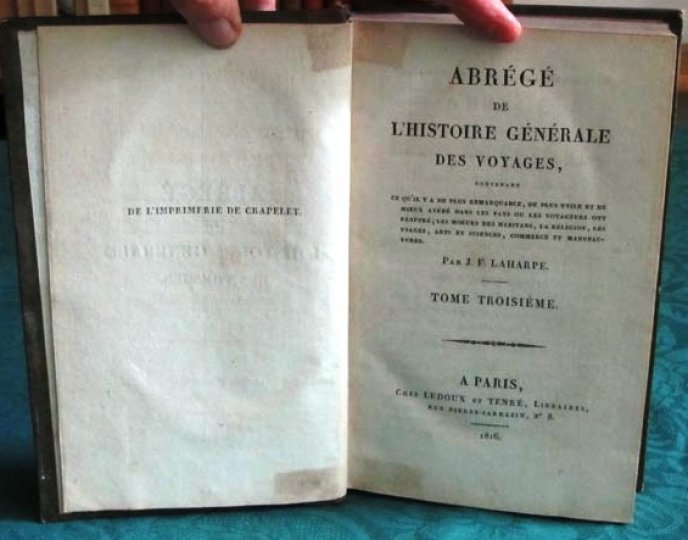 DE L'IMPRIMERIE DE CRAPELET.
ABRÉGÉ
DE
L'HISTOIRE GÉNÉRALE
DES VOYAGES,
CONTENANT
CE QU'IL Y A DE PLUS REMARQUABLE, DE PLUS UTILE ET DE
MIEUX AVÉRÉ DANS LES PAYS OÙ LES VOYAGEURS ONT
PÉNÉTRÉ; LES MOEURS DES HABITANS, LA RELIGION, LES
USAGES, ARTS ET SCIENCES, COMMERCE ET MANUFAC-
TURES.
PAR J. F. LAHARPE.
TOME TROISIÈME.
A PARIS,
CHEZ LEDOUX ET TENRÉ, LIBRAIRES,
RUE PIERRE-SARRASIN, N° 8.
1816.